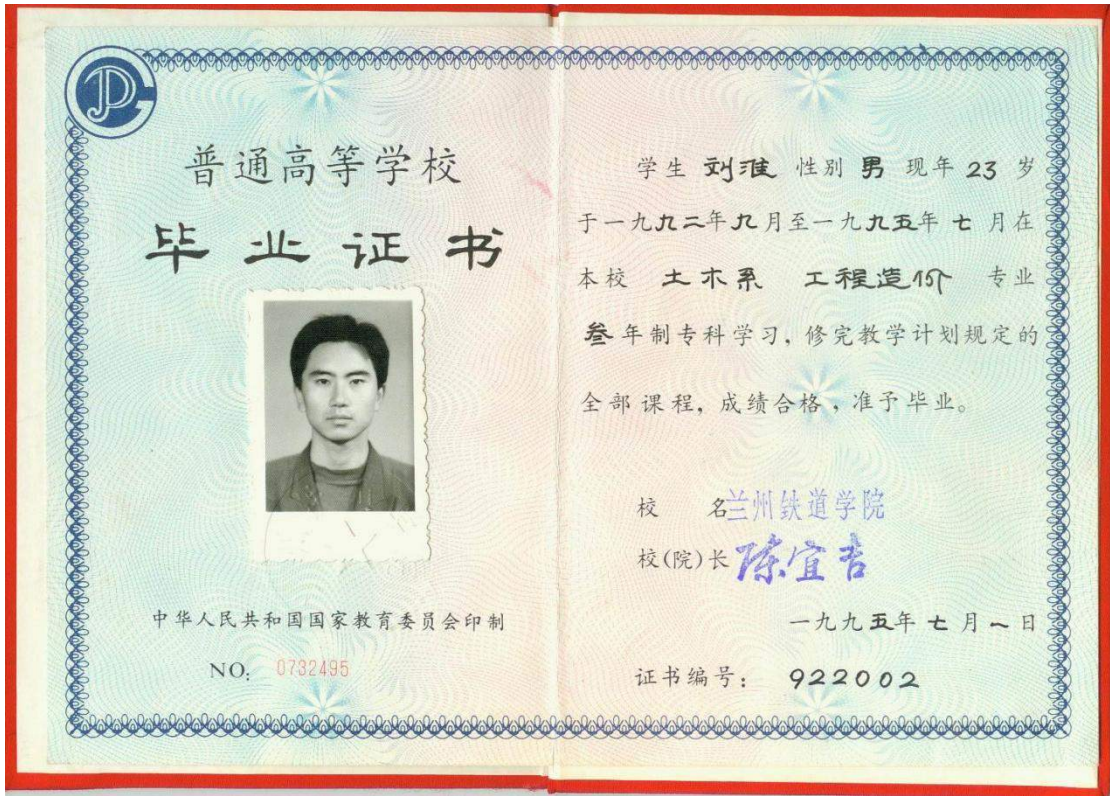 普通高等学校
毕业证书
中华人民共和国国家教育委员会印制
NO: 0732495
学生 刘淮 性别 男 现年 23 岁
于一九九二年九月至一九九五年 七 月在
本校 土木系 工程造价 专业
叁年制专科学习, 修完教学计划规定的
全部课程, 成绩合格, 准予毕业。
校 名兰州铁道学院
校(院)长 陈宜吉
一九九五年 七 月 一 日
证书编号: 922002